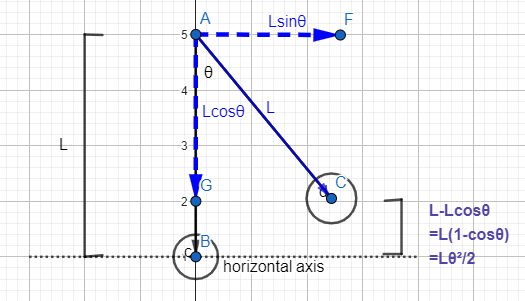 A
Lsinθ
F
5
θ
4
Lcosθ
L
L
3
C
d
G
2
L-Lcosθ
=L(1-cosθ)
=Lθ²/2
B
c
horizontal axis